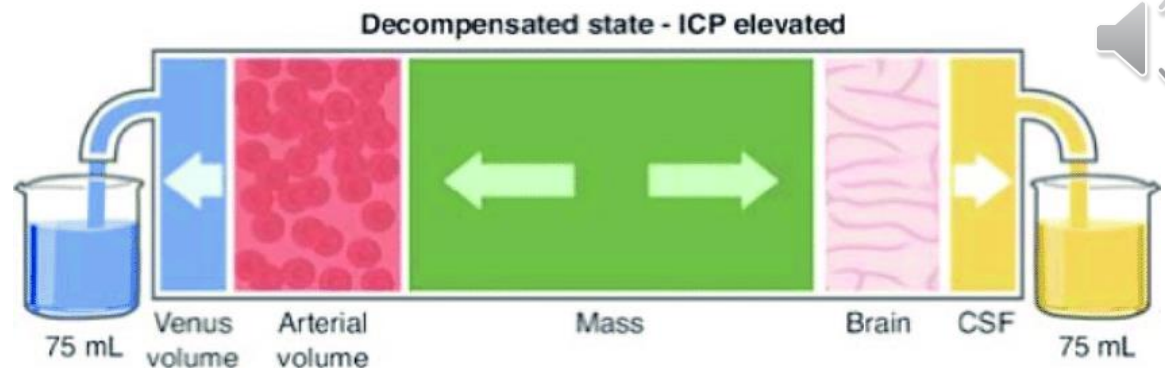 Decompensated state - ICP elevated
75 mL
Venus
volume
Arterial
volume
Mass
Brain
CSF
75 mL